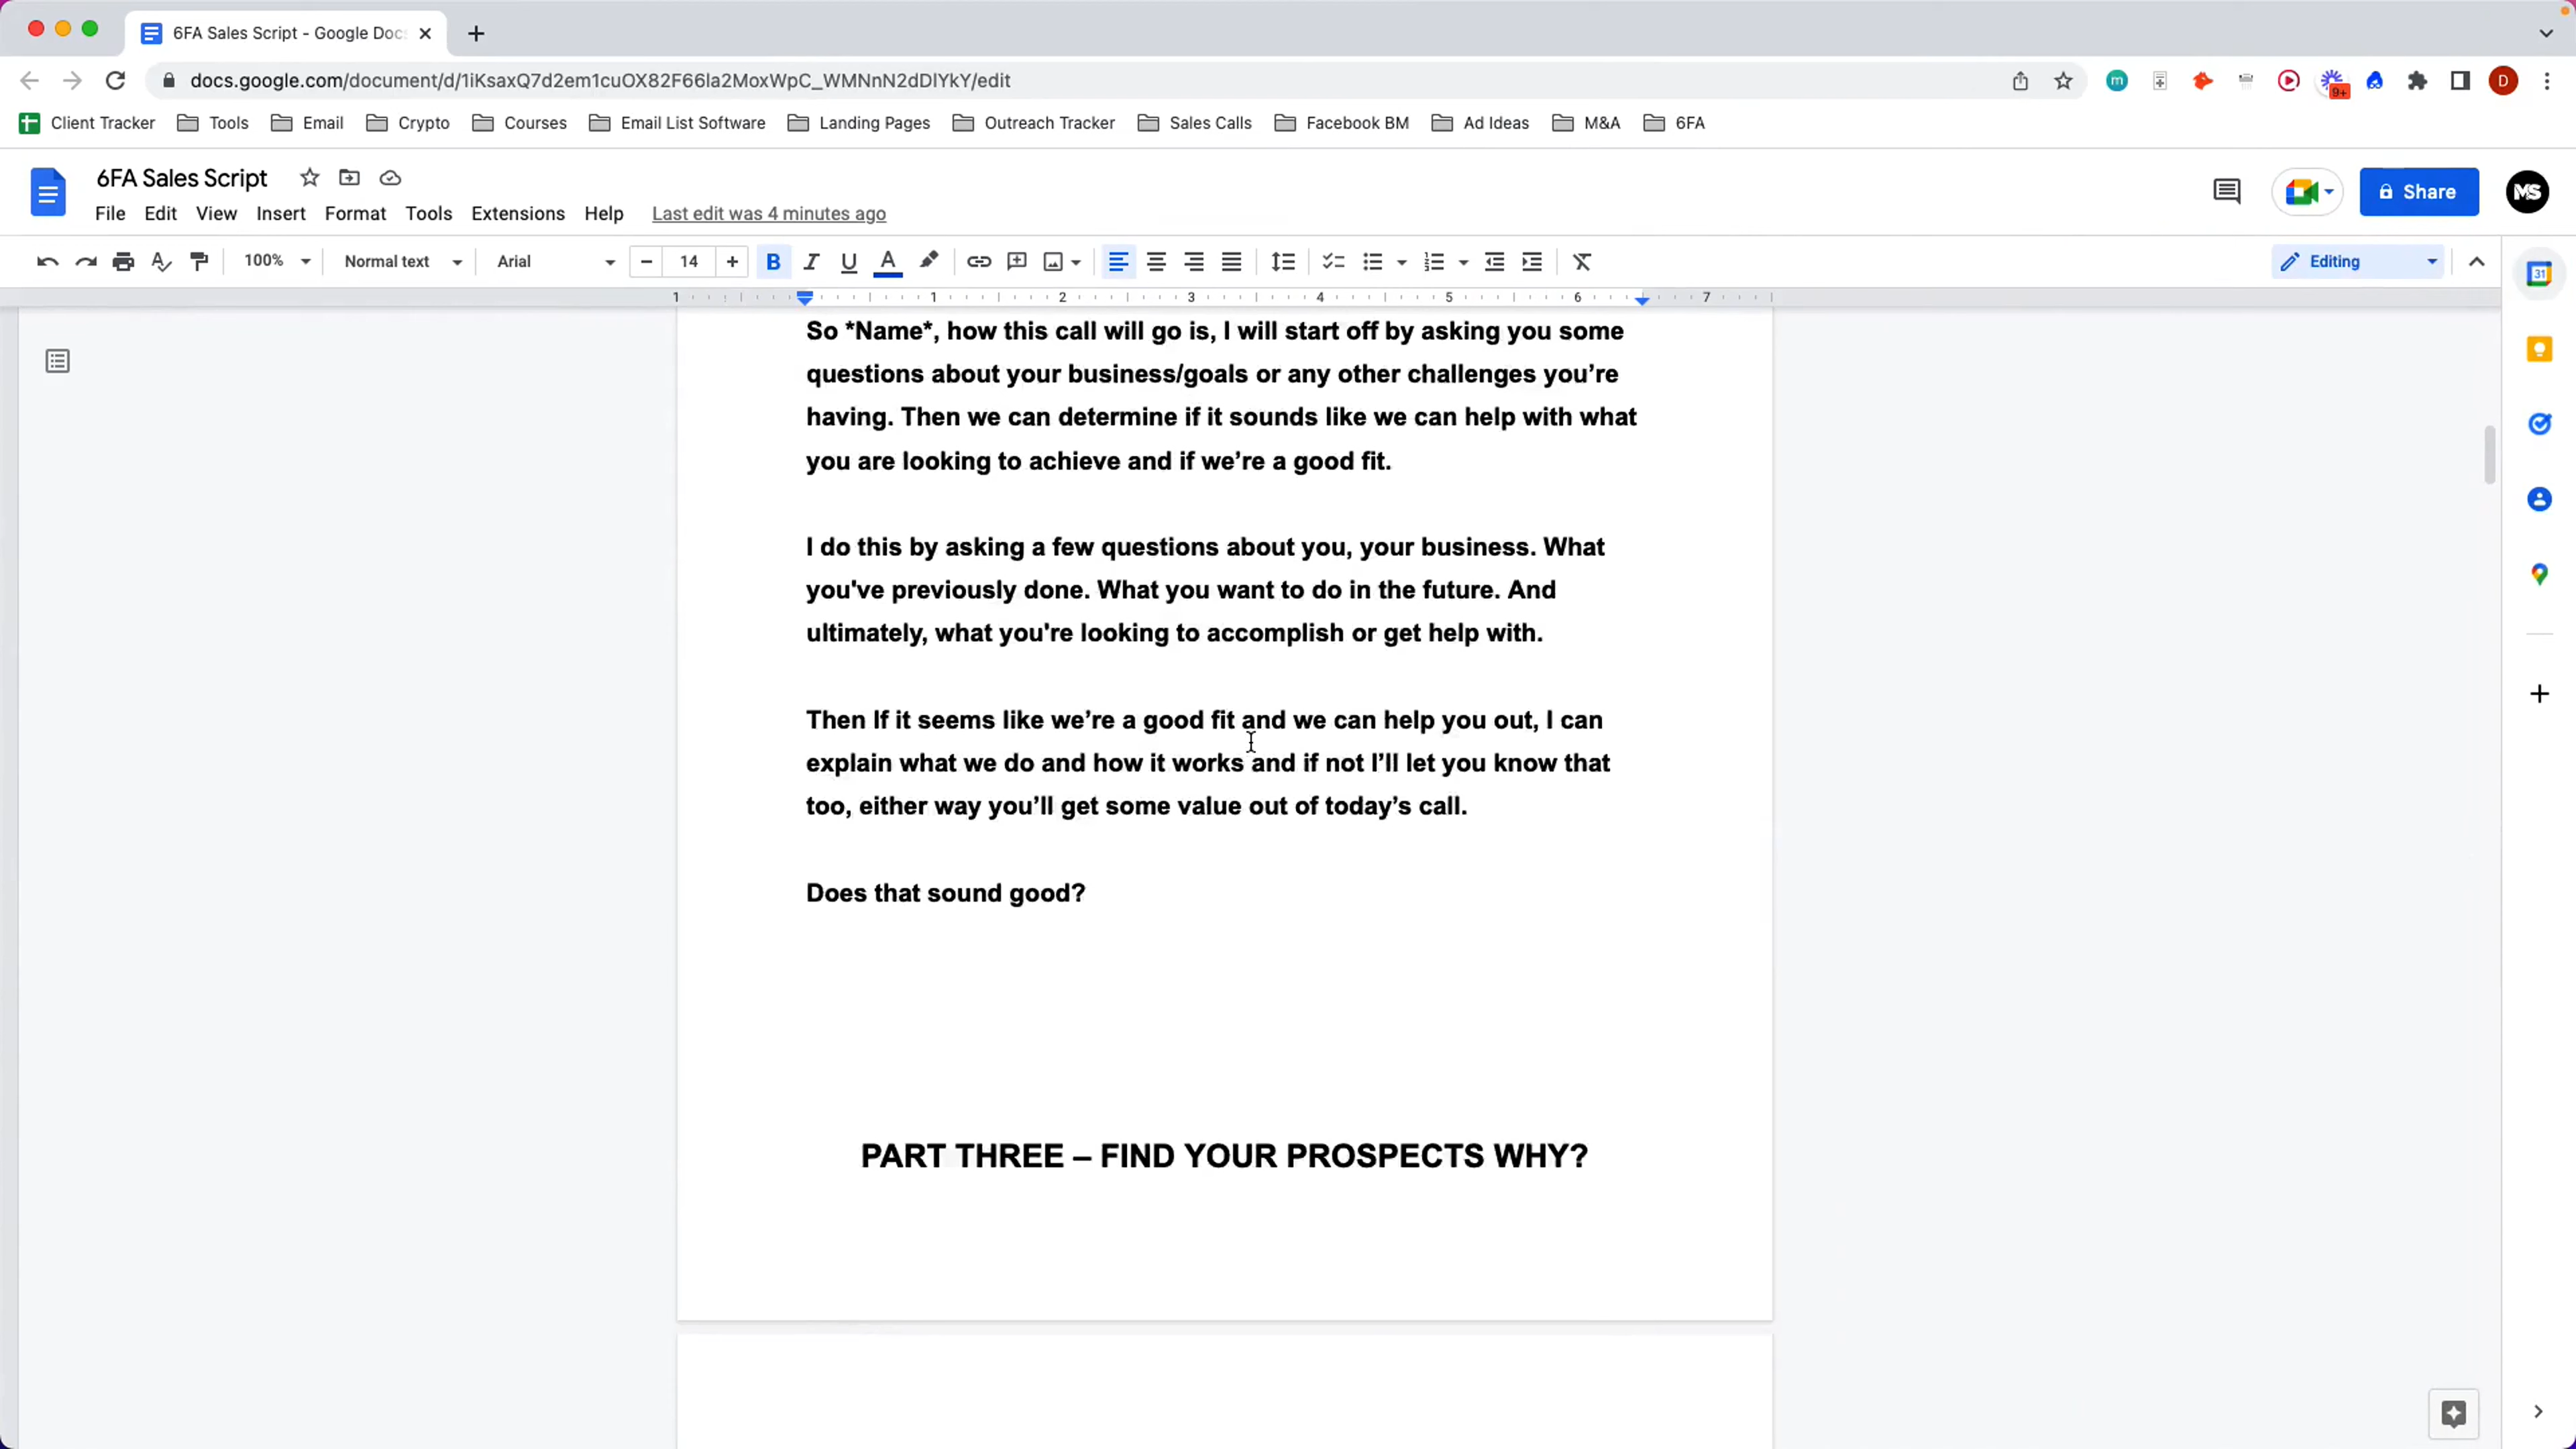 6FA Sales Script - Google Docs
docs.google.com/document/d/1iKsaxQ7d2em1cuOX82F66la2MoxWpC_WMNnN2dDlYkY/edit
9+
m
D
Client Tracker Tools Email Crypto Courses Email List Software Landing Pages Outreach Tracker Sales Calls Facebook BM Ad Ideas M&A 6FA
6FA Sales Script
Share
MS
File Edit View Insert Format Tools Extensions Help Last edit was 4 minutes ago
100% Normal text Arial 14 B I U A Editing
31
1 1 2 3 4 5 6 7
So *Name*, how this call will go is, I will start off by asking you some
questions about your business/goals or any other challenges you’re
having. Then we can determine if it sounds like we can help with what
you are looking to achieve and if we’re a good fit.
I do this by asking a few questions about you, your business. What
you've previously done. What you want to do in the future. And
ultimately, what you're looking to accomplish or get help with.
Then If it seems like we’re a good fit and we can help you out, I can
explain what we do and how it works and if not I’ll let you know that
too, either way you’ll get some value out of today’s call.
Does that sound good?
PART THREE – FIND YOUR PROSPECTS WHY?